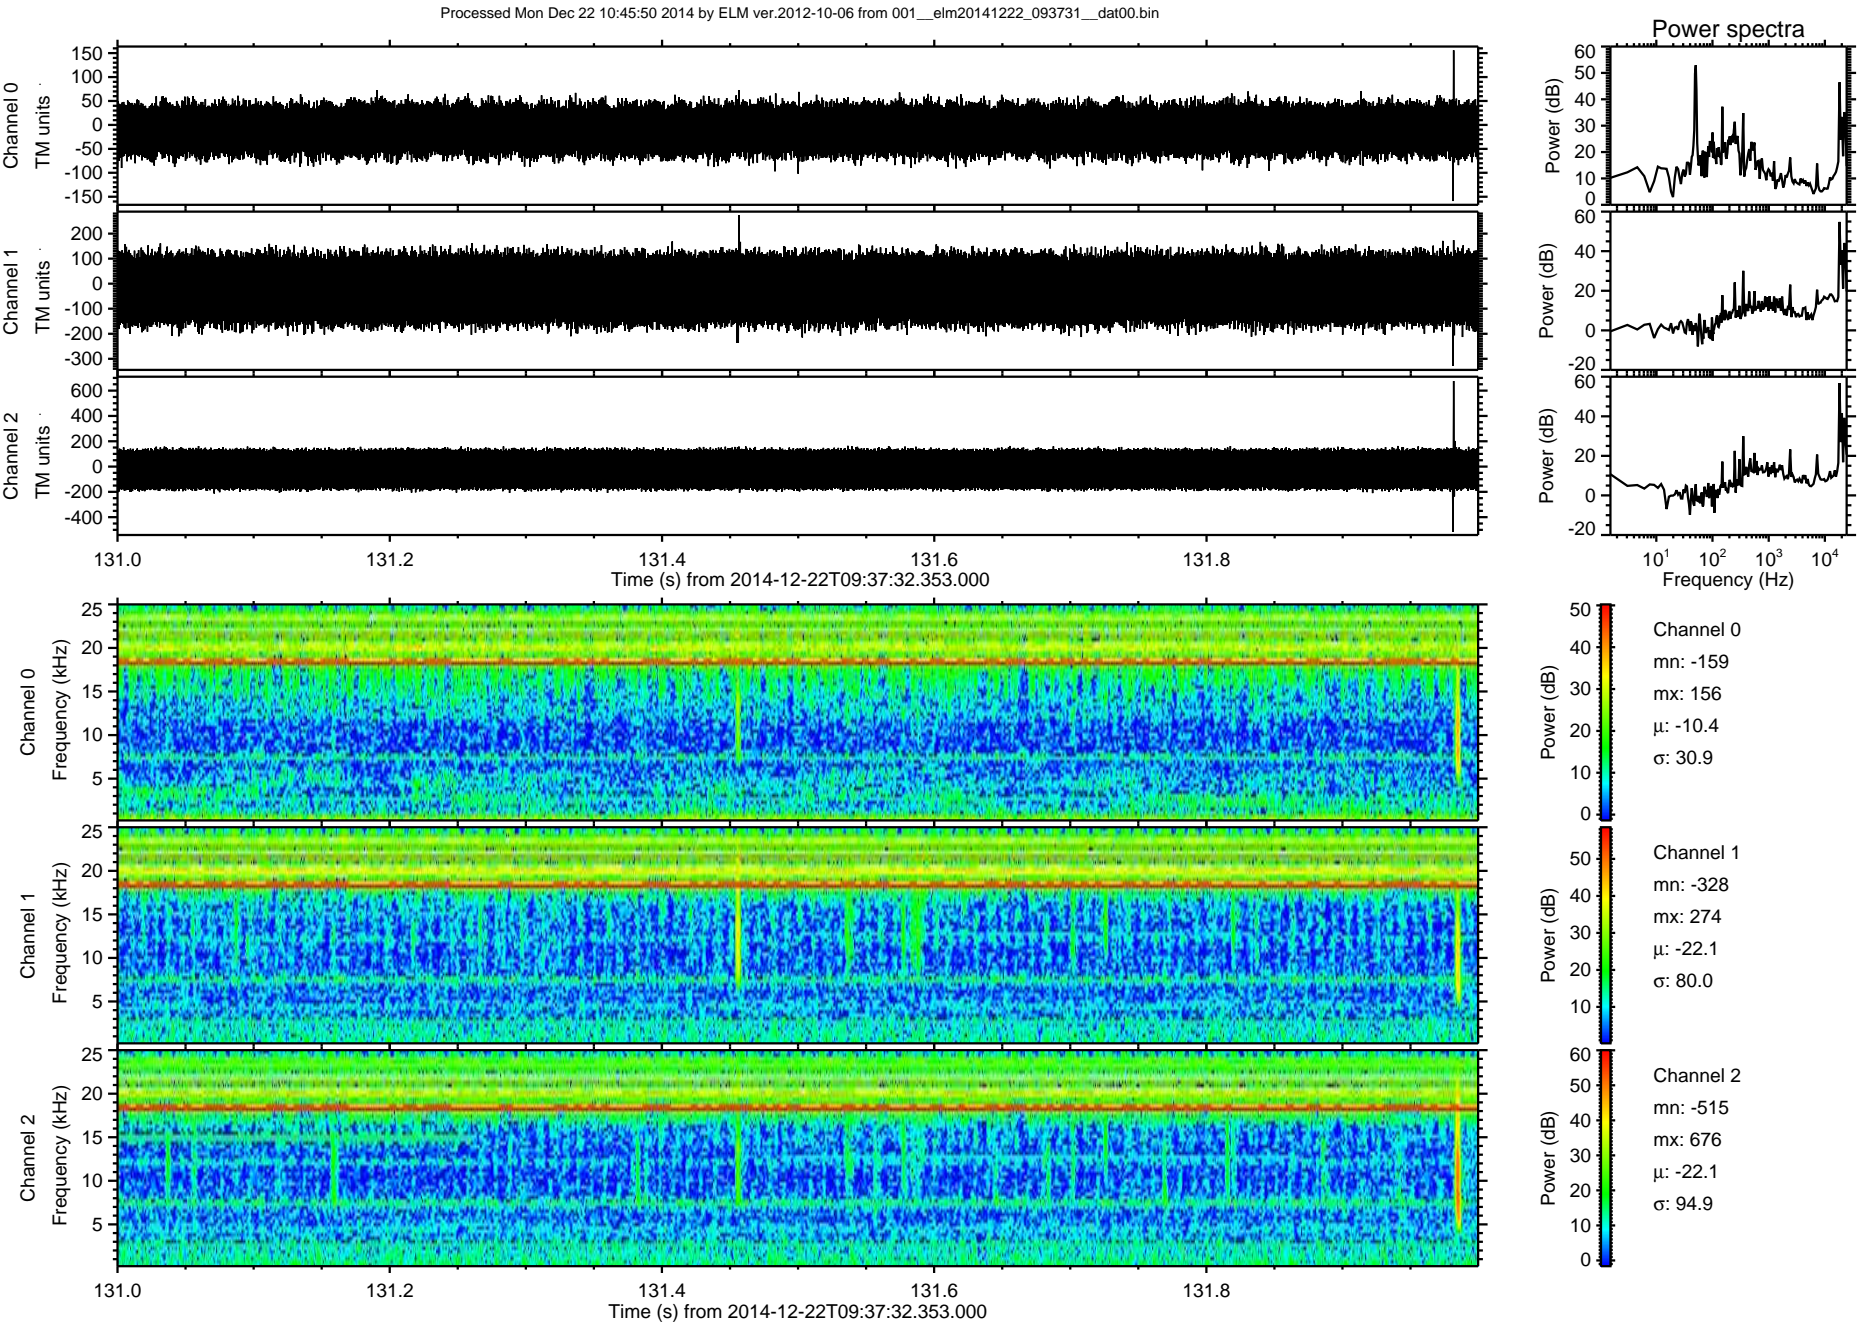 Processed Mon Dec 22 10:45:50 2014 by ELM ver.2012-10-06 from 001__elm20141222_093731__dat00.bin
Power spectra
Channel 0
TM units
150
100
50
0
-50
-100
-150
Power (dB)
60
50
40
30
20
10
0
Channel 1
TM units
200
100
0
-100
-200
-300
Power (dB)
60
40
20
0
-20
Channel 2
TM units
600
400
200
0
-200
-400
Power (dB)
60
40
20
0
-20
131.0 131.2 131.4 131.6 131.8
Time (s) from 2014-12-22T09:37:32.353.000
10¹ 10² 10³ 10⁴
Frequency (Hz)
Channel 0
Frequency (kHz)
25
20
15
10
5
Power (dB)
50
40
30
20
10
0
Channel 0
mn: -159
mx: 156
μ: -10.4
σ: 30.9
Channel 1
Frequency (kHz)
25
20
15
10
5
Power (dB)
50
40
30
20
10
Channel 1
mn: -328
mx: 274
μ: -22.1
σ: 80.0
Channel 2
Frequency (kHz)
25
20
15
10
5
Power (dB)
60
50
40
30
20
10
0
Channel 2
mn: -515
mx: 676
μ: -22.1
σ: 94.9
131.0 131.2 131.4 131.6 131.8
Time (s) from 2014-12-22T09:37:32.353.000